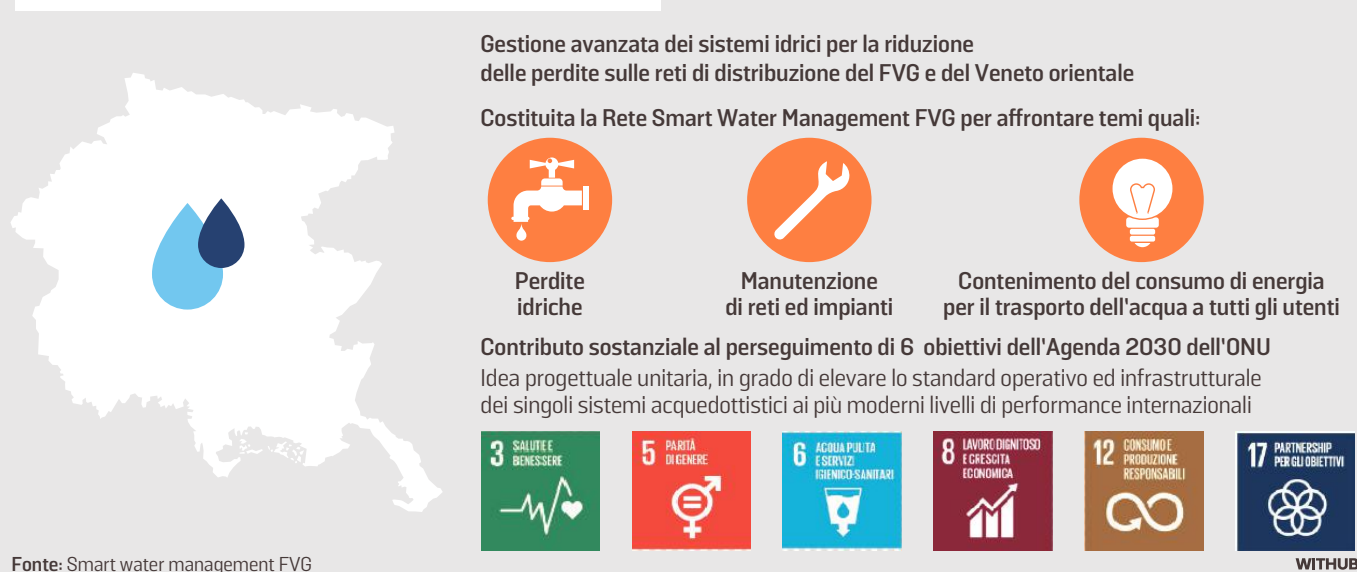 Gestione avanzata dei sistemi idrici per la riduzione
delle perdite sulle reti di distribuzione del FVG e del Veneto orientale
Costituita la Rete Smart Water Management FVG per affrontare temi quali:
Perdite
idriche
Manutenzione
di reti ed impianti
Contenimento del consumo di energia
per il trasporto dell'acqua a tutti gli utenti
Contributo sostanziale al perseguimento di 6 obiettivi dell'Agenda 2030 dell'ONU
Idea progettuale unitaria, in grado di elevare lo standard operativo ed infrastrutturale
dei singoli sistemi acquedottistici ai più moderni livelli di performance internazionali
3 SALUTE E
BENESSERE
5 PARITÀ
DI GENERE
6 ACQUA PULITA
E SERVIZI
IGIENICO-SANITARI
8 LAVORO DIGNITOSO
E CRESCITA
ECONOMICA
12 CONSUMO E
PRODUZIONE
RESPONSABILI
17 PARTNERSHIP
PER GLI OBIETTIVI
Fonte: Smart water management FVG
WITHUB